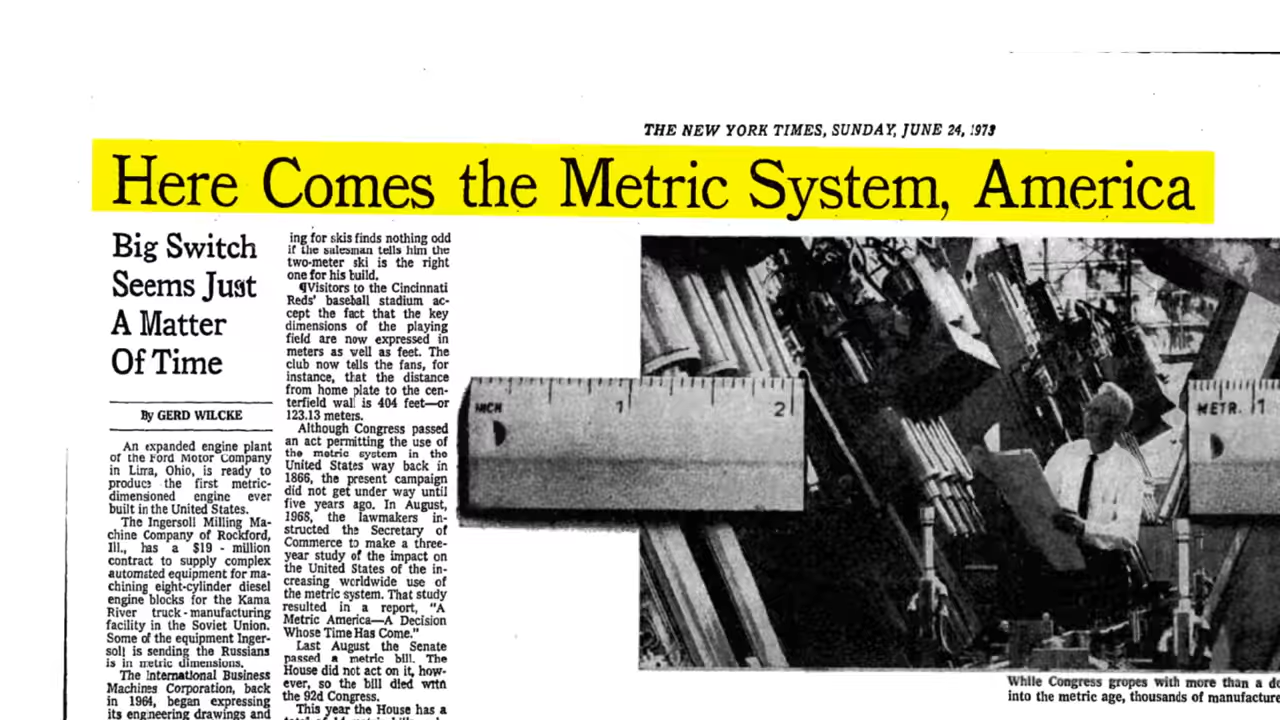 THE NEW YORK TIMES, SUNDAY, JUNE 24, 1973
Here Comes the Metric System, America
Big Switch
Seems Just
A Matter
Of Time
By GERD WILCKE
An expanded engine plant
of the Ford Motor Company
in Lima, Ohio, is ready to
produce the first metric-
dimensioned engine ever
built in the United States.
The Ingersoll Milling Ma-
chine Company of Rockford,
Ill., has a $19 - million
contract to supply complex
automated equipment for ma-
chining eight-cylinder diesel
engine blocks for the Kama
River truck-manufacturing
facility in the Soviet Union.
Some of the equipment Inger-
soll is sending the Russians
is in metric dimensions.
The International Business
Machines Corporation, back
in 1964, began expressing
its engineering drawings and
ing for skis finds nothing odd
if the salesman tells him the
two-meter ski is the right
one for his build.
¶Visitors to the Cincinnati
Reds' baseball stadium ac-
cept the fact that the key
dimensions of the playing
field are now expressed in
meters as well as feet. The
club now tells the fans, for
instance, that the distance
from home plate to the cen-
terfield wall is 404 feet—or
123.13 meters.
Although Congress passed
an act permitting the use of
the metric system in the
United States way back in
1866, the present campaign
did not get under way until
five years ago. In August,
1968, the lawmakers in-
structed the Secretary of
Commerce to make a three-
year study of the impact on
the United States of the in-
creasing worldwide use of
the metric system. That study
resulted in a report, "A
Metric America—A Decision
Whose Time Has Come."
Last August the Senate
passed a metric bill. The
House did not act on it, how-
ever, so the bill died with
the 92d Congress.
This year the House has a
INCH 1 2
METR. 1
While Congress gropes with more than a
into the metric age, thousands of